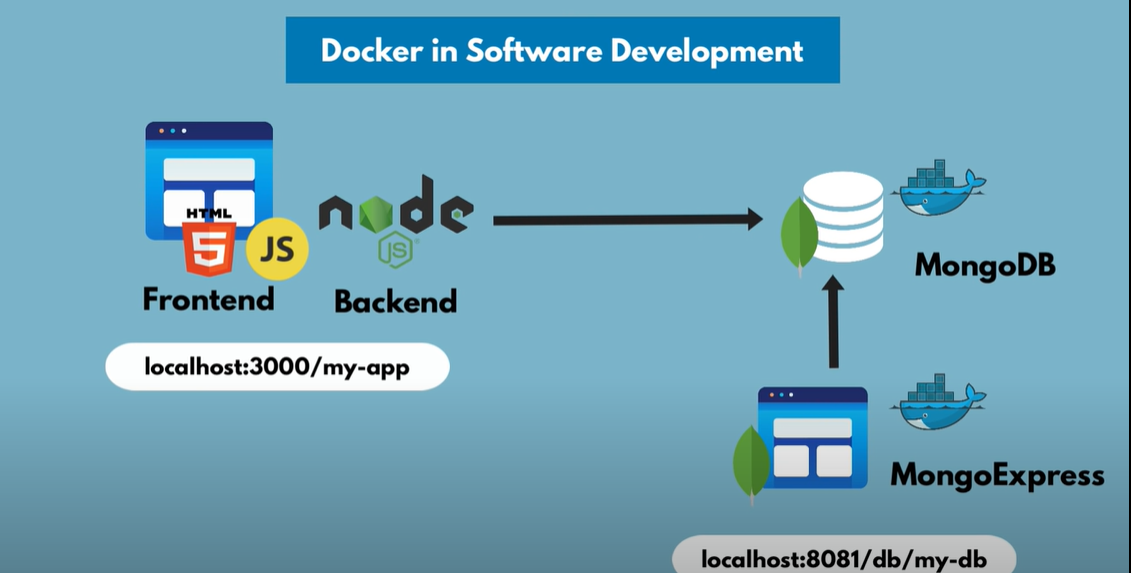 Docker in Software Development
HTML
5
JS
node
JS
Frontend
Backend
localhost:3000/my-app
MongoDB
MongoExpress
localhost:8081/db/my-db